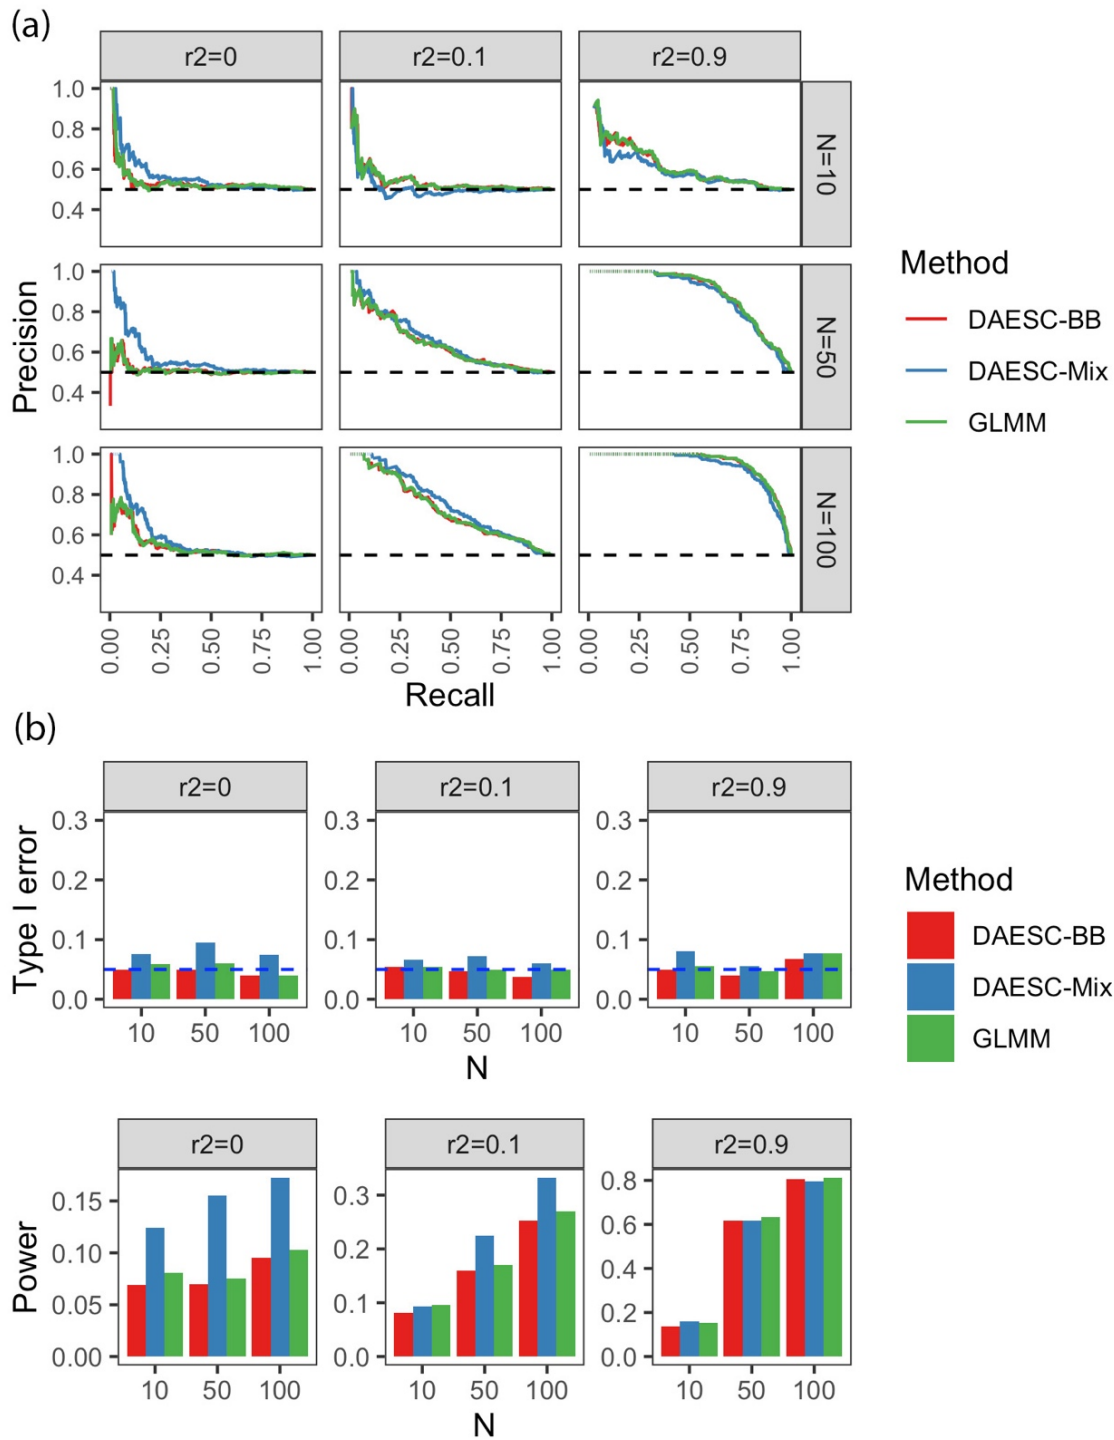 (a)
r2=0 r2=0.1 r2=0.9
1.0
0.8
0.6
0.4
N=10
1.0
0.8
0.6
0.4
N=50
1.0
0.8
0.6
0.4
N=100
Precision
0.00 0.25 0.50 0.75 1.00 0.00 0.25 0.50 0.75 1.00 0.00 0.25 0.50 0.75 1.00
Recall
Method
DAESC-BB
DAESC-Mix
GLMM
(b)
r2=0 r2=0.1 r2=0.9
Type I error
0.3 0.3 0.3
0.2 0.2 0.2
0.1 0.1 0.1
0.0 0.0 0.0
10 50 100 10 50 100 10 50 100
N
Method
DAESC-BB
DAESC-Mix
GLMM
r2=0 r2=0.1 r2=0.9
Power
0.15
0.10
0.05
0.00
0.3
0.2
0.1
0.0
0.8
0.6
0.4
0.2
0.0
10 50 100 10 50 100 10 50 100
N